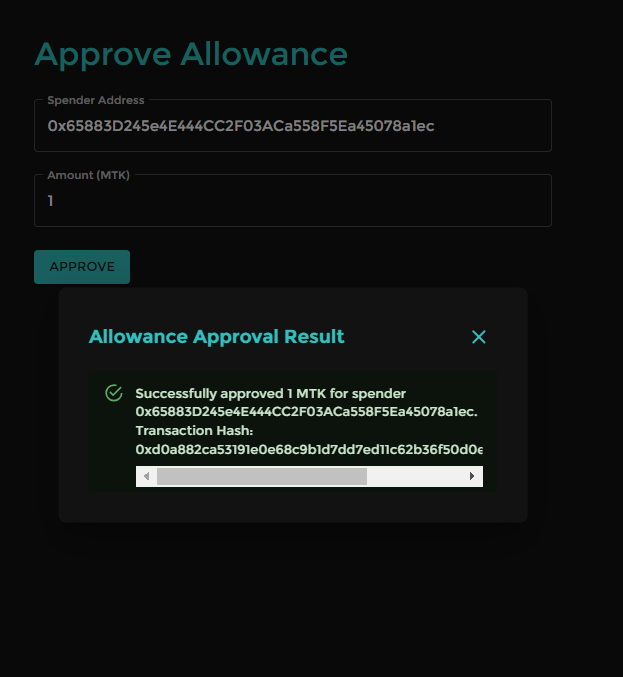 Approve Allowance
Spender Address
0x65883D245e4E444CC2F03ACa558F5Ea45078a1ec
Amount (MTK)
1
APPROVE
Allowance Approval Result
Successfully approved 1 MTK for spender
0x65883D245e4E444CC2F03ACa558F5Ea45078a1ec.
Transaction Hash:
0xd0a882ca53191e0e68c9b1d7dd7ed11c62b36f50d0e